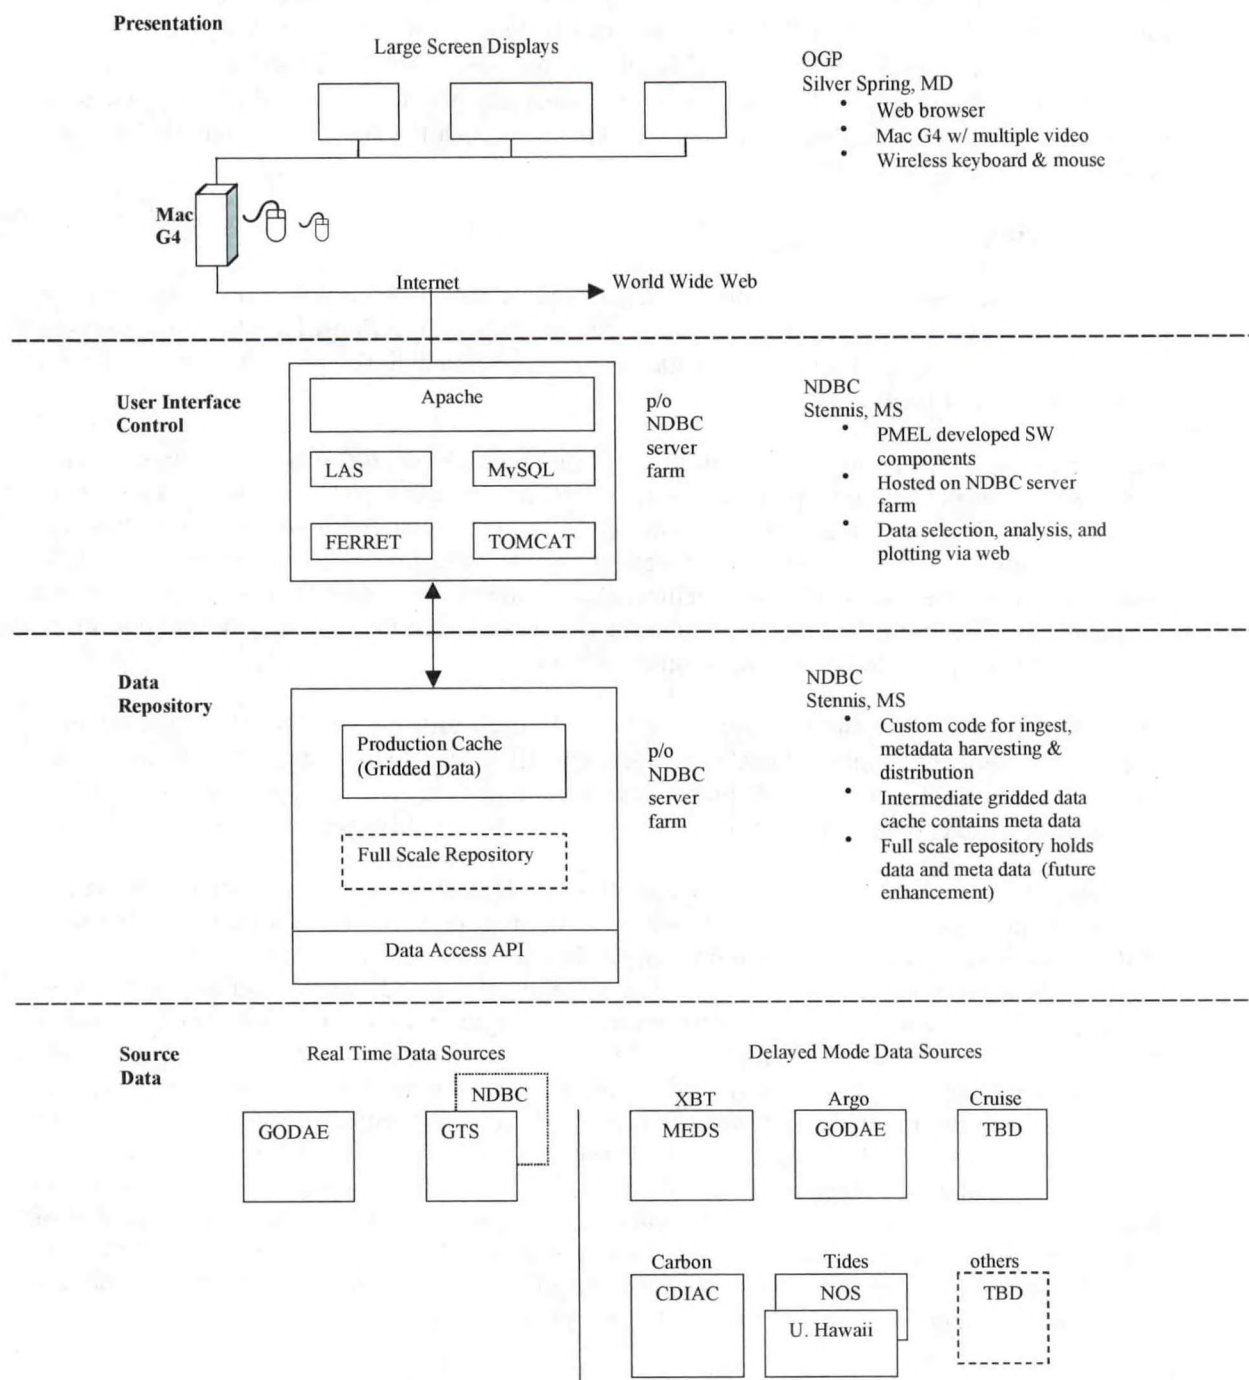 Presentation
Large Screen Displays
OGP
Silver Spring, MD
• Web browser
• Mac G4 w/ multiple video
• Wireless keyboard & mouse
Mac
G4
Internet
World Wide Web
User Interface
Control
Apache
LAS
MySQL
FERRET
TOMCAT
p/o
NDBC
server
farm
NDBC
Stennis, MS
• PMEL developed SW
components
• Hosted on NDBC server
farm
• Data selection, analysis, and
plotting via web
Data
Repository
Production Cache
(Gridded Data)
Full Scale Repository
Data Access API
p/o
NDBC
server
farm
NDBC
Stennis, MS
• Custom code for ingest,
metadata harvesting &
distribution
• Intermediate gridded data
cache contains meta data
• Full scale repository holds
data and meta data (future
enhancement)
Source
Data
Real Time Data Sources
GODAE
NDBC
GTS
Delayed Mode Data Sources
XBT
MEDS
Argo
GODAE
Cruise
TBD
Carbon
CDIAC
Tides
NOS
U. Hawaii
others
TBD